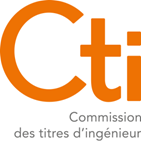 Cti
Commission
des titres d'ingénieur